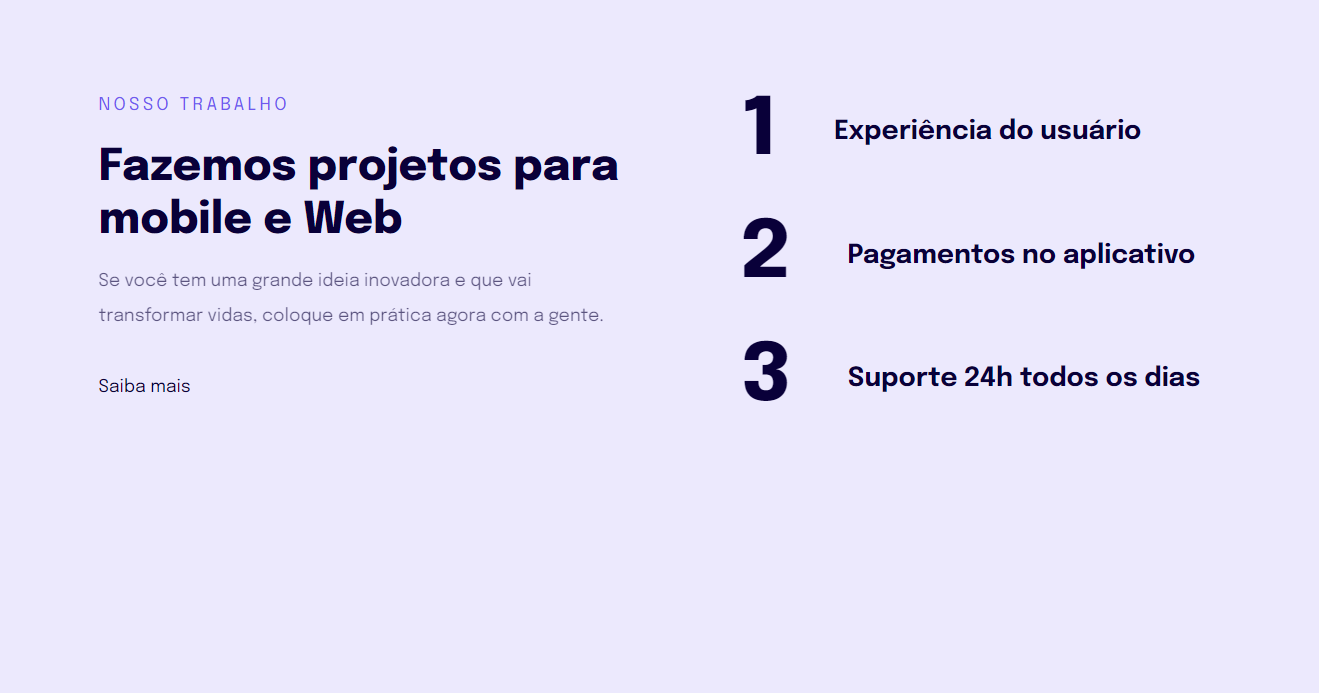 NOSSO TRABALHO
Fazemos projetos para
mobile e Web
Se você tem uma grande ideia inovadora e que vai
transformar vidas, coloque em prática agora com a gente.
Saiba mais
1 Experiência do usuário
2 Pagamentos no aplicativo
3 Suporte 24h todos os dias